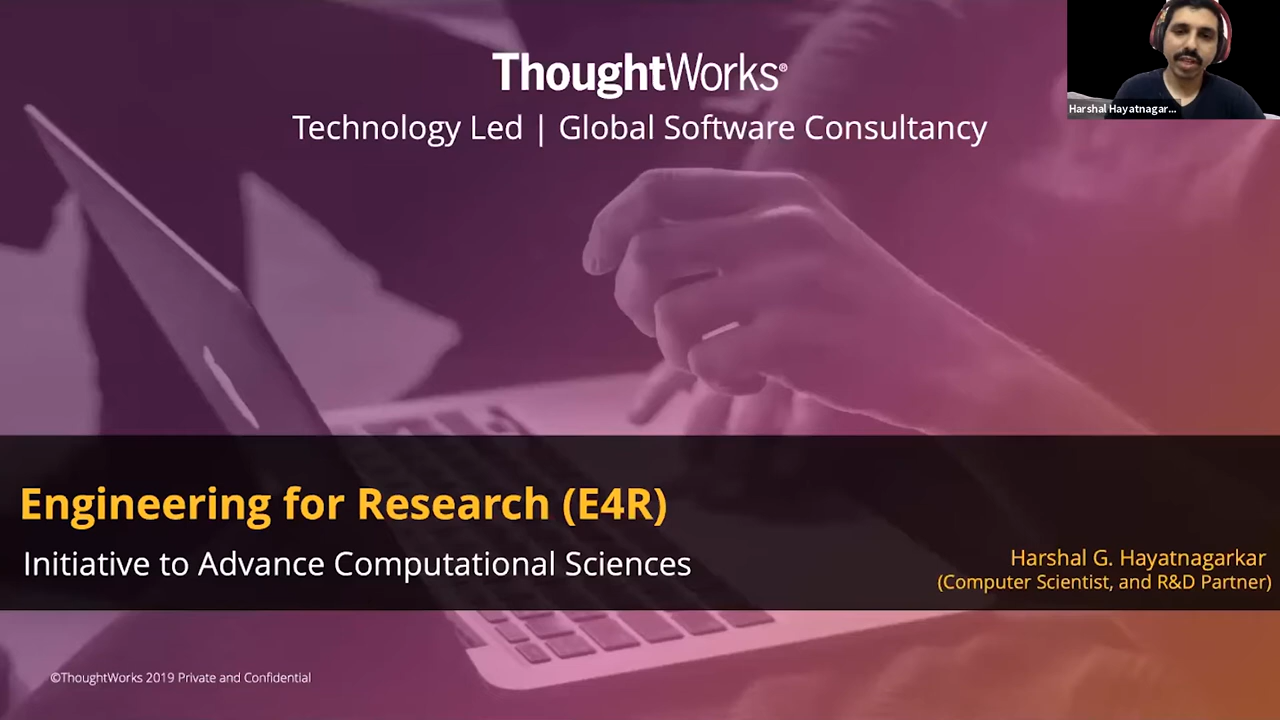 ThoughtWorks®
Technology Led | Global Software Consultancy
Harshal Hayatnagar...
Engineering for Research (E4R)
Initiative to Advance Computational Sciences
Harshal G. Hayatnagarkar
(Computer Scientist, and R&D Partner)
©ThoughtWorks 2019 Private and Confidential